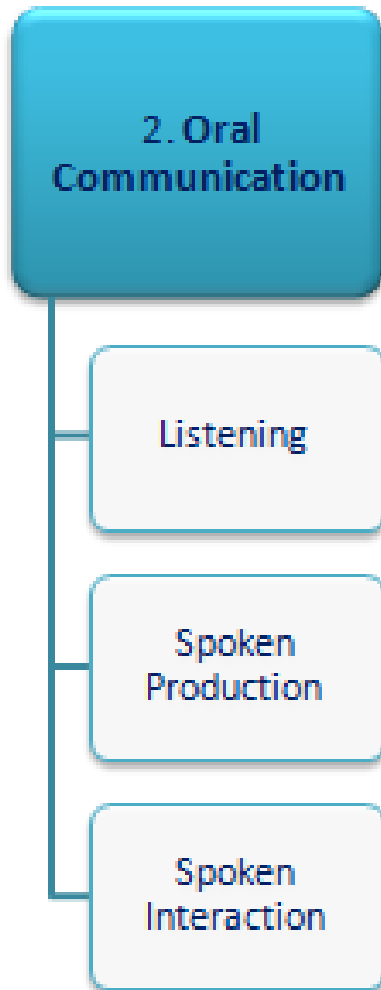 2. Oral
Communication
Listening
Spoken
Production
Spoken
Interaction